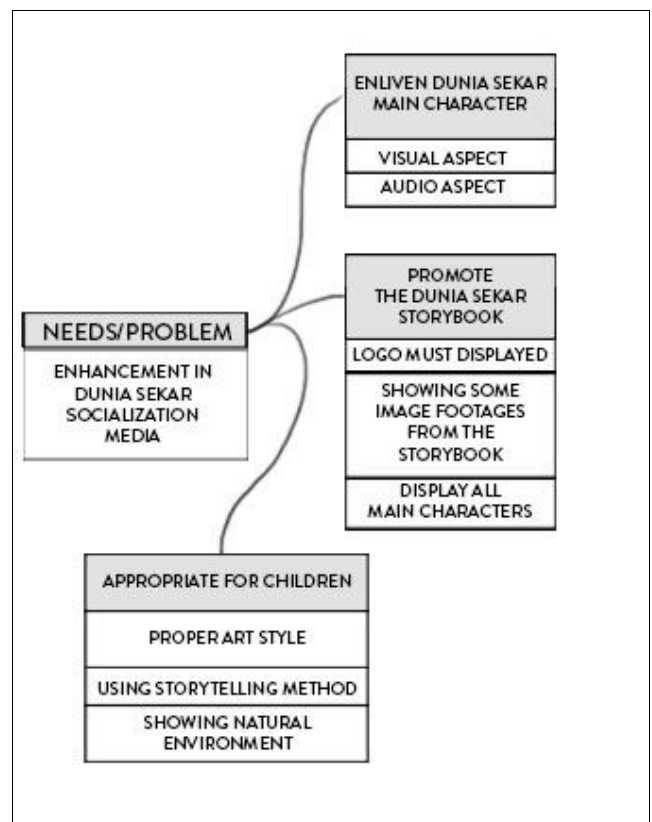 ENLIVEN DUNIA SEKAR
MAIN CHARACTER
VISUAL ASPECT
AUDIO ASPECT
PROMOTE
THE DUNIA SEKAR
STORYBOOK
LOGO MUST DISPLAYED
SHOWING SOME
IMAGE FOOTAGES
FROM THE
STORYBOOK
DISPLAY ALL
MAIN CHARACTERS
NEEDS/PROBLEM
ENHANCEMENT IN
DUNIA SEKAR
SOCIALIZATION
MEDIA
APPROPRIATE FOR CHILDREN
PROPER ART STYLE
USING STORYTELLING METHOD
SHOWING NATURAL
ENVIRONMENT